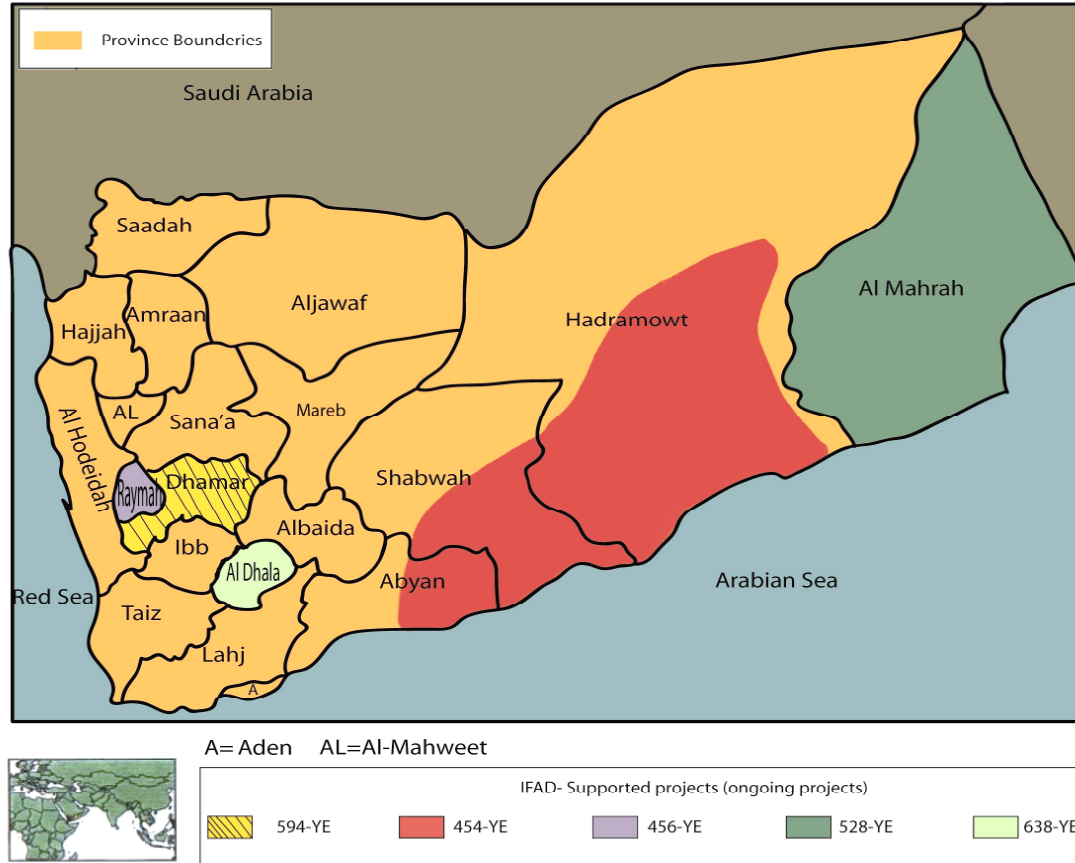 Province Bounderies
Saudi Arabia
Saadah
Aljawaf
Amraan
Hajjah
Al Mahrah
Hadramowt
AL
Sana'a
Mareb
Al Hodeidah
Raymah
Dhamar
Shabwah
Albaida
Ibb
Al Dhala
Abyan
Arabian Sea
Red Sea
Taiz
Lahj
A
A= Aden AL=Al-Mahweet
IFAD- Supported projects (ongoing projects)
594-YE 454-YE 456-YE 528-YE 638-YE